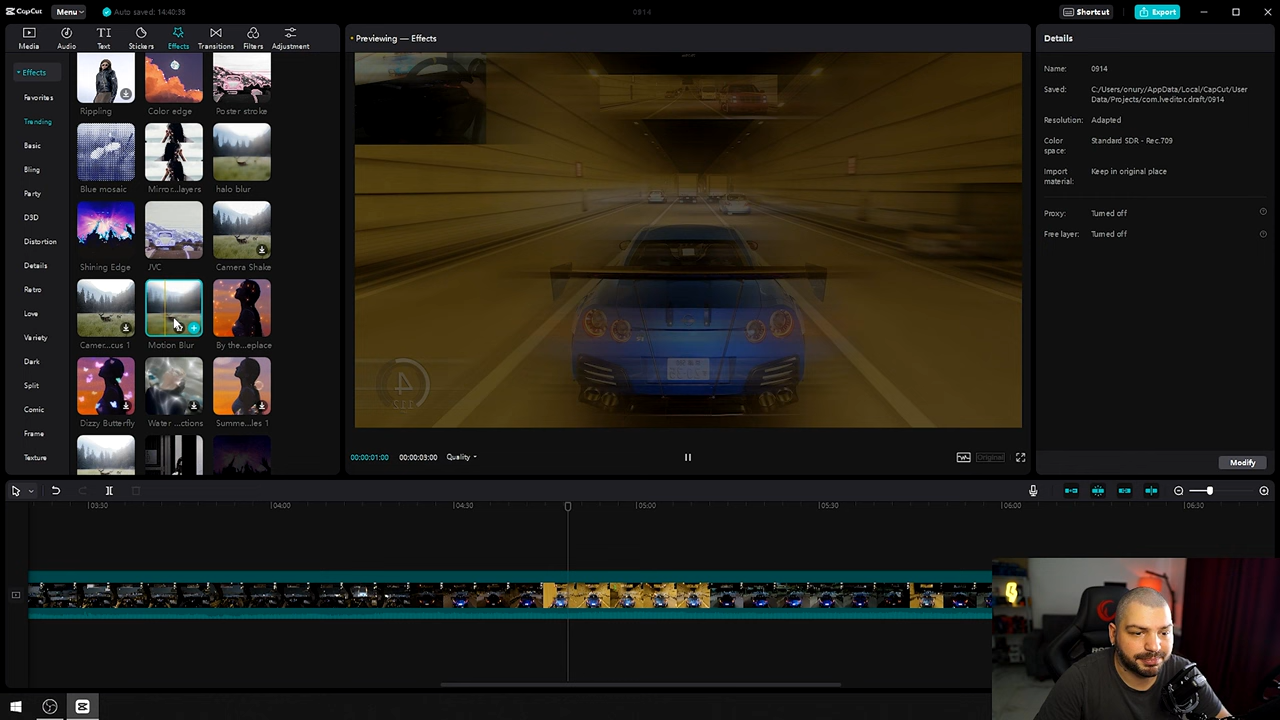 CapCut
Menu
Auto saved: 14:40:38
0914
Shortcut
Export
Media
Audio
Text
Stickers
Effects
Transitions
Filters
Adjustment
Previewing — Effects
Details
Effects
Favorites
Trending
Basic
Bling
Party
D3D
Distortion
Details
Retro
Love
Variety
Dark
Split
Comic
Frame
Texture
Rippling
Color edge
Poster stroke
Blue mosaic
Mirror...layers
halo blur
Shining Edge
JVC
Camera Shake
Camer...cus 1
Motion Blur
By the...eplace
Dizzy Butterfly
Water ...ctions
Summe...les 1
4
112
00:00:01:00
00:00:03:00
Quality
Original
Name: 0914
Saved: C:/Users/onury/AppData/Local/CapCut/User
Data/Projects/com.lveditor.draft/0914
Resolution: Adapted
Color space: Standard SDR - Rec.709
Import material: Keep in original place
Proxy: Turned off
Free layer: Turned off
Modify
03:30
04:00
04:30
05:00
05:30
06:00
06:30